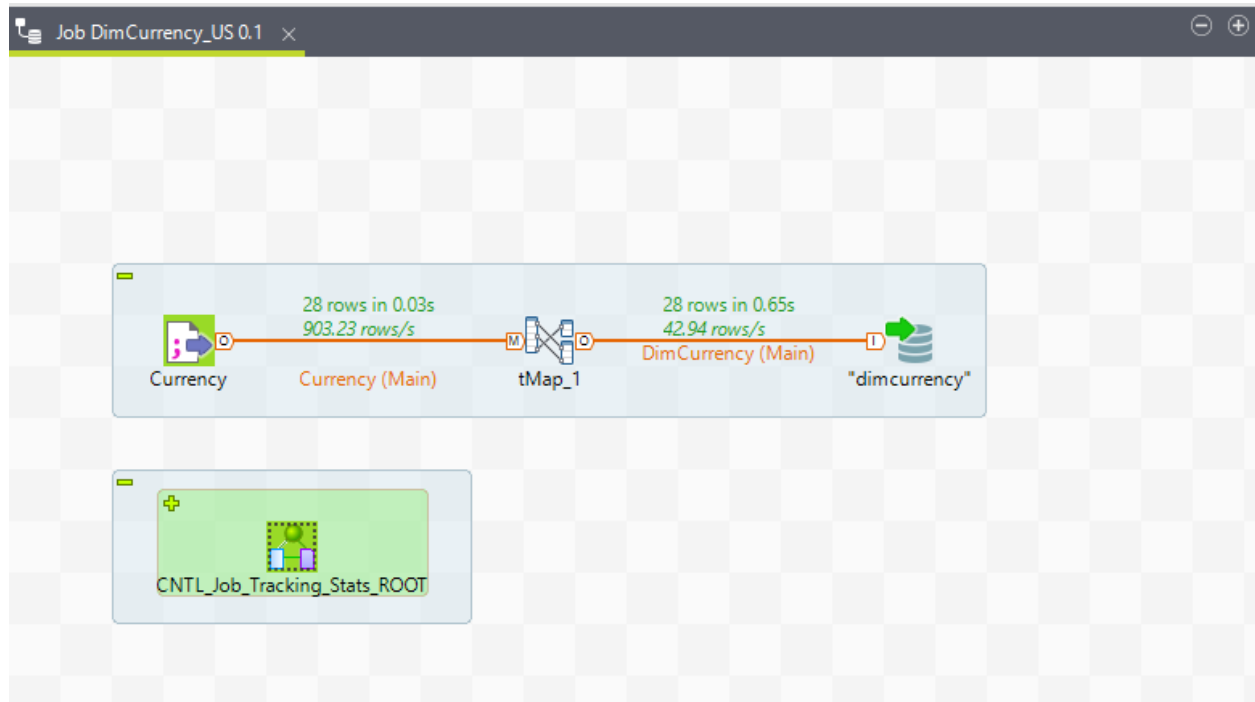 Job DimCurrency_US 0.1
28 rows in 0.03s
903.23 rows/s
28 rows in 0.65s
42.94 rows/s
O
M
O
DimCurrency (Main)
I
Currency
Currency (Main)
tMap_1
"dimcurrency"
CNTL_Job_Tracking_Stats_ROOT